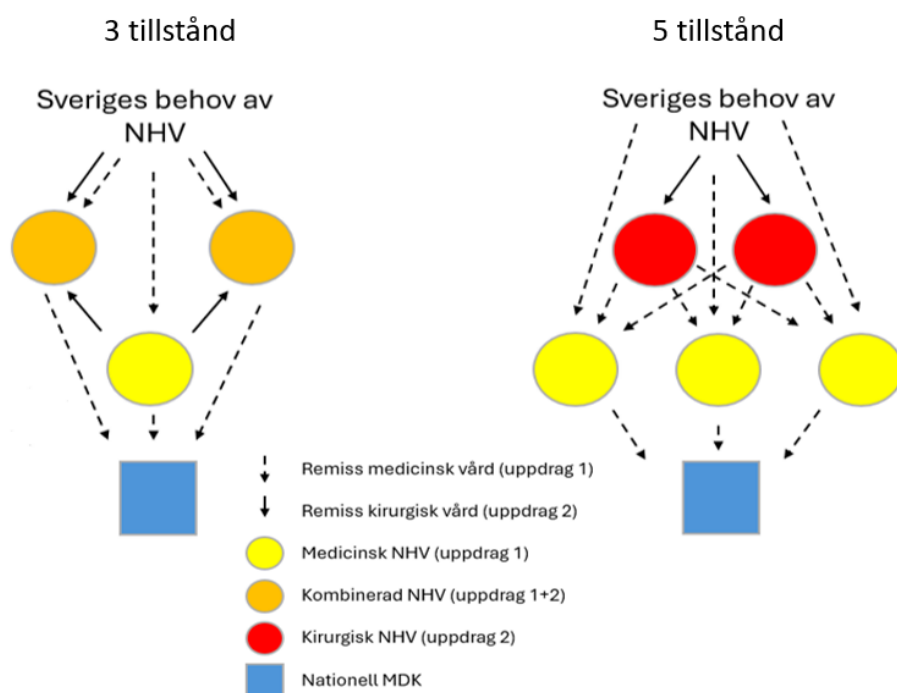 3 tillstånd
Sveriges behov av
NHV
5 tillstånd
Sveriges behov av
NHV
Remiss medicinsk vård (uppdrag 1)
Remiss kirurgisk vård (uppdrag 2)
Medicinsk NHV (uppdrag 1)
Kombinerad NHV (uppdrag 1+2)
Kirurgisk NHV (uppdrag 2)
Nationell MDK